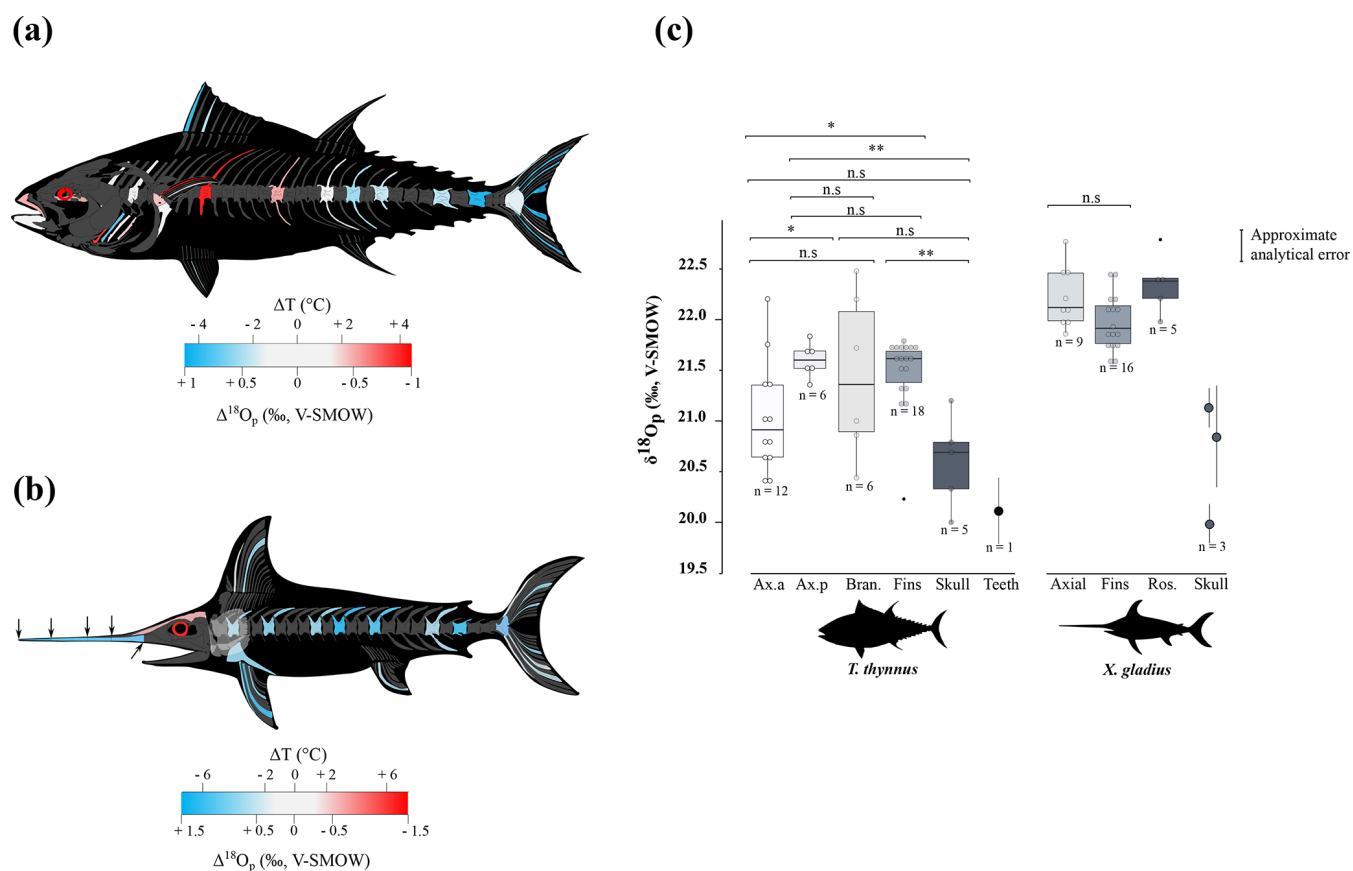 (a)
ΔT (°C)
- 4 - 2 0 + 2 + 4
+ 1 + 0.5 0 - 0.5 - 1
Δ¹⁸Oₚ (‰, V-SMOW)
(b)
ΔT (°C)
- 6 - 2 0 + 2 + 6
+ 1.5 + 0.5 0 - 0.5 - 1.5
Δ¹⁸Oₚ (‰, V-SMOW)
(c)
*
**
n.s
n.s
n.s
* n.s
n.s **
n.s
Approximate
analytical error
δ¹⁸Oₚ (‰, V-SMOW)
22.5
22.0
21.5
21.0
20.5
20.0
19.5
n = 12
n = 6
n = 6
n = 18
n = 5
n = 1
n = 9
n = 16
n = 5
n = 3
Ax.a Ax.p Bran. Fins Skull Teeth
Axial Fins Ros. Skull
T. thynnus
X. gladius